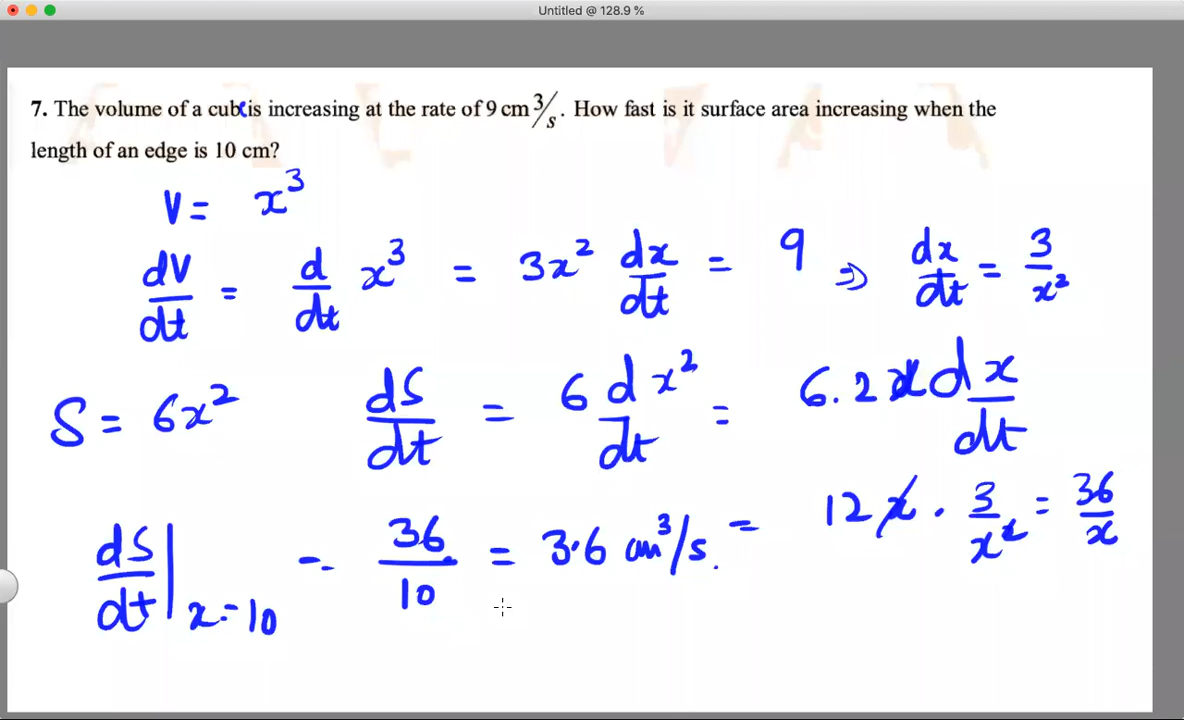 Untitled @ 128.9 %
7. The volume of a cube is increasing at the rate of 9 cm ³/s. How fast is it surface area increasing when the
length of an edge is 10 cm?
V = x³
dV/dt = d/dt x³ = 3x² dx/dt = 9 ⇒ dx/dt = 3/x²
S = 6x² dS/dt = 6 d x²/dt = 6.2x dx/dt
= 12x . 3/x² = 36/x
dS/dt | x=10 = 36/10 = 3.6 cm³/s.